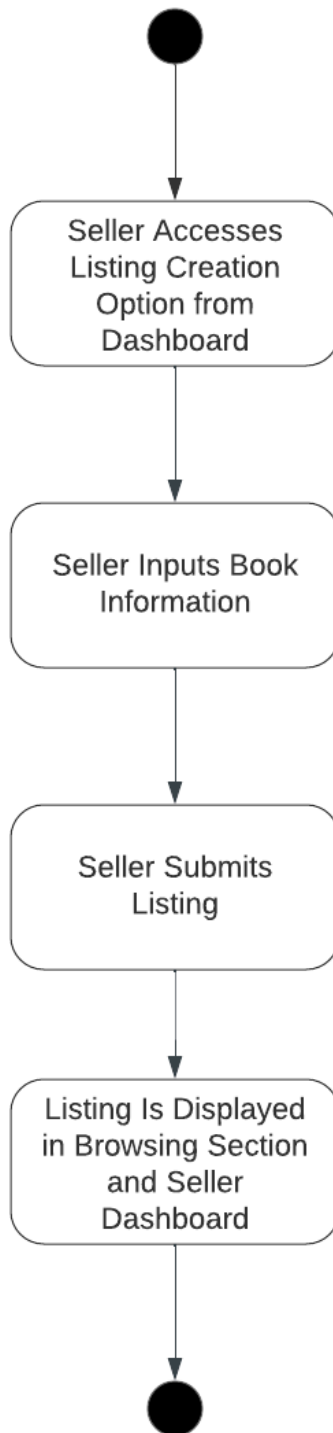 Seller Accesses
Listing Creation
Option from
Dashboard
Seller Inputs Book
Information
Seller Submits
Listing
Listing Is Displayed
in Browsing Section
and Seller
Dashboard